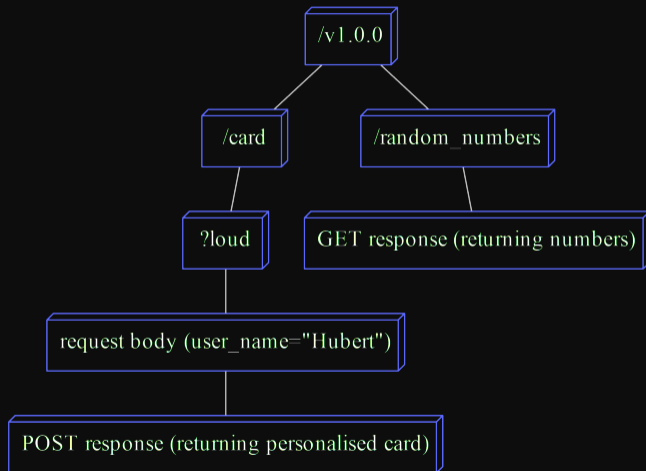 /v1.0.0
/card
/random_numbers
?loud
GET response (returning numbers)
request body (user_name="Hubert")
POST response (returning personalised card)